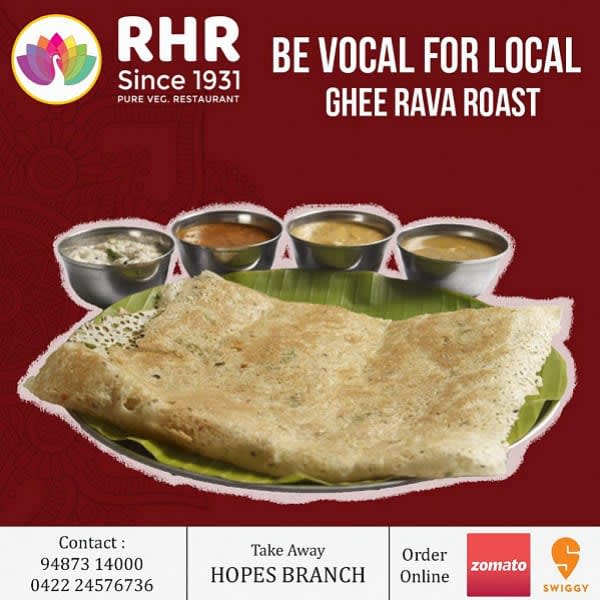 RHR
Since 1931
PURE VEG. RESTAURANT
BE VOCAL FOR LOCAL
GHEE RAVA ROAST
Contact :
94873 14000
0422 24576736
Take Away
HOPES BRANCH
Order
Online
zomato
SWIGGY